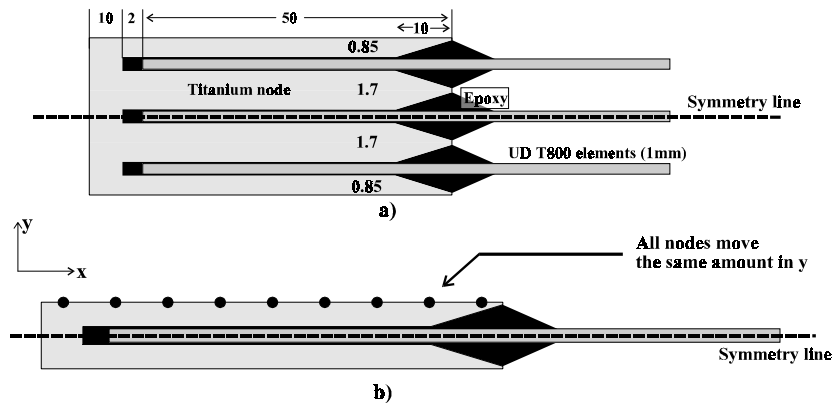 10 2 50
10
0.85
Titanium node 1.7
Epoxy
Symmetry line
1.7
UD T800 elements (1mm)
0.85
a)
y
x
All nodes move
the same amount in y
Symmetry line
b)